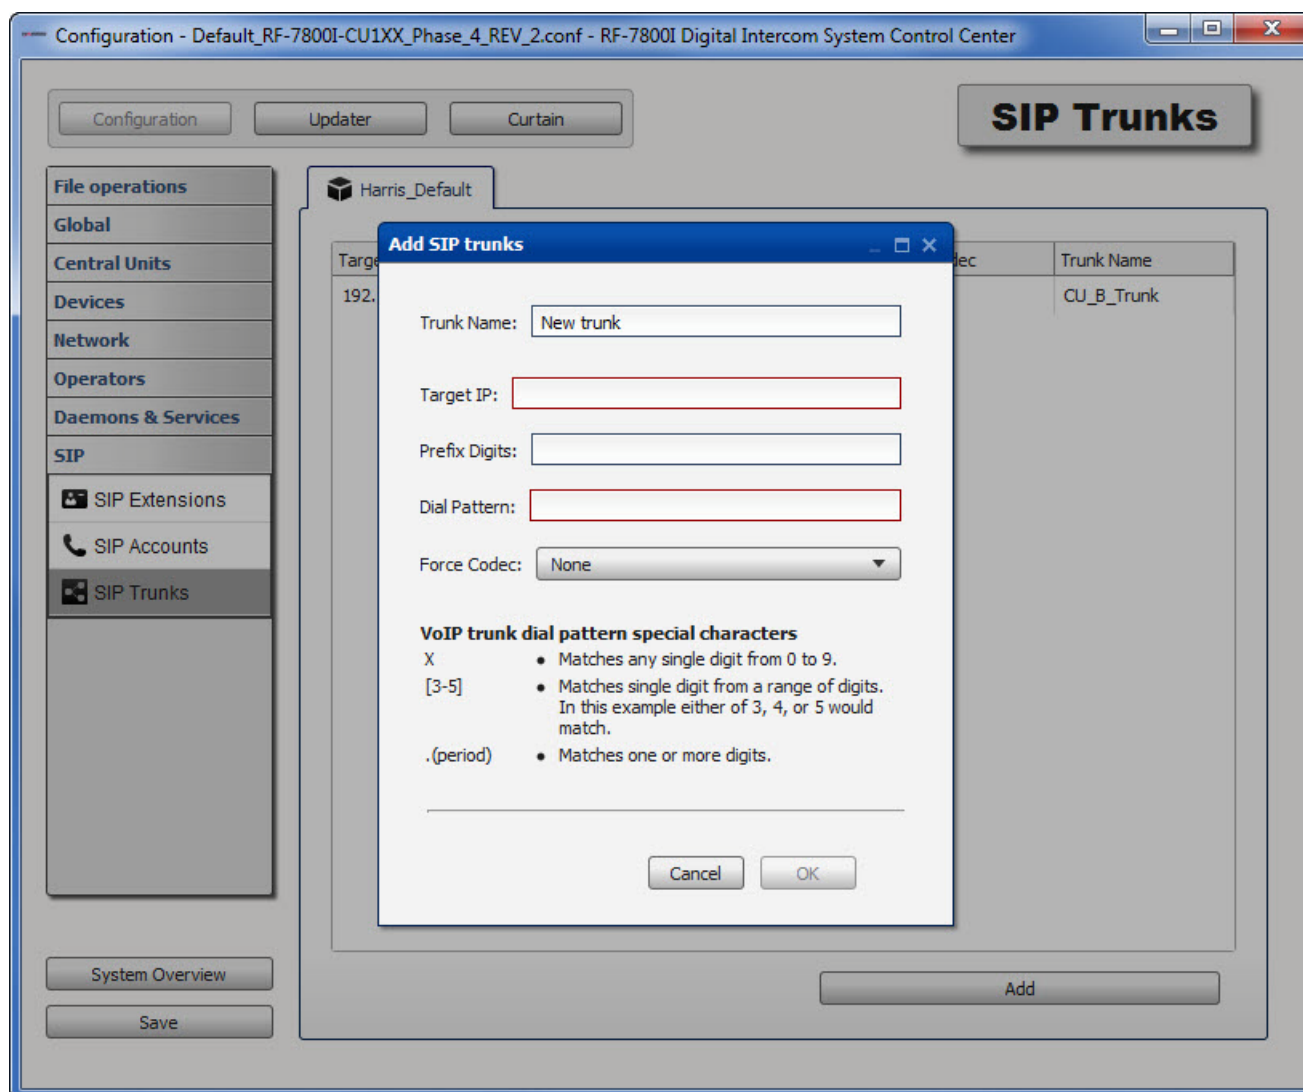 Configuration - Default_RF-7800I-CU1XX_Phase_4_REV_2.conf - RF-7800I Digital Intercom System Control Center
Configuration
Updater
Curtain
SIP Trunks
File operations
Global
Central Units
Devices
Network
Operators
Daemons & Services
SIP
SIP Extensions
SIP Accounts
SIP Trunks
System Overview
Save
Harris_Default
Trunk Name
192.
CU_B_Trunk
Add SIP trunks
Trunk Name: New trunk
Target IP:
Prefix Digits:
Dial Pattern:
Force Codec: None
VoIP trunk dial pattern special characters
X • Matches any single digit from 0 to 9.
[3-5] • Matches single digit from a range of digits.
In this example either of 3, 4, or 5 would
match.
.(period) • Matches one or more digits.
Cancel
OK
Add